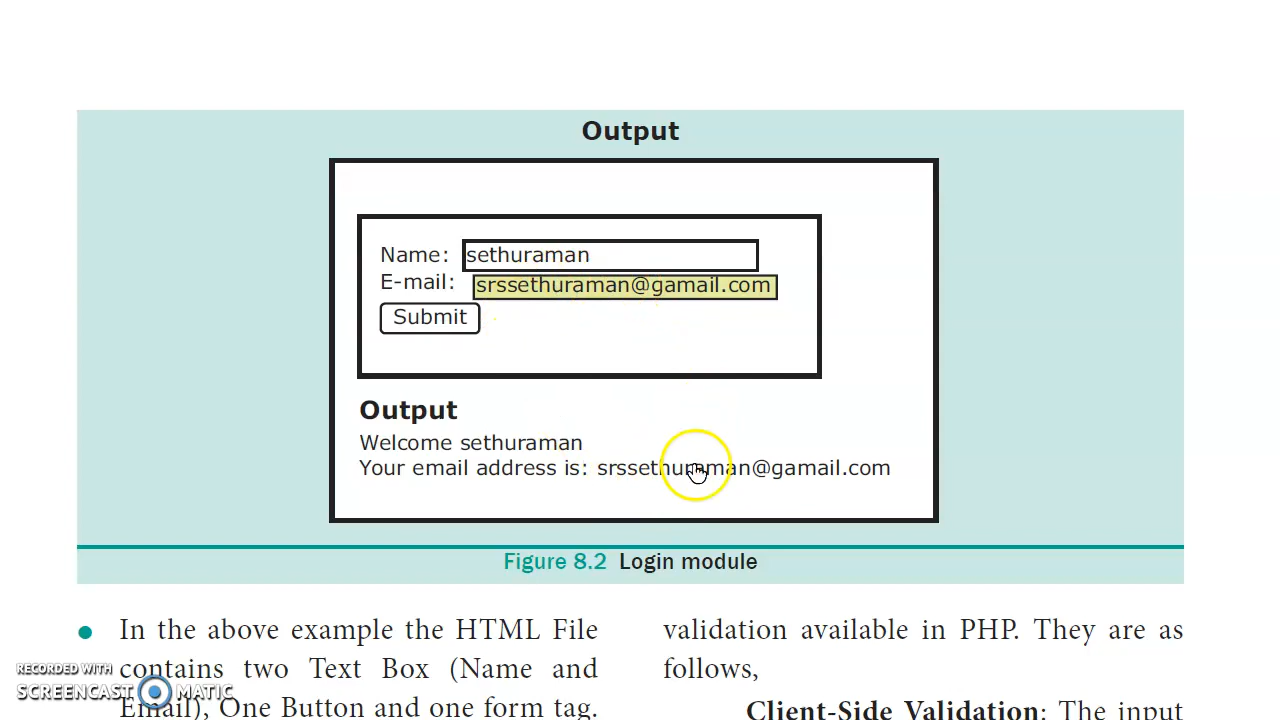 Output
Name: sethuraman
E-mail: srssethuraman@gamail.com
Submit
Output
Welcome sethuraman
Your email address is: srssethuraman@gamail.com
Figure 8.2 Login module
● In the above example the HTML File
contains two Text Box (Name and
Email), One Button and one form tag.
validation available in PHP. They are as
follows,
Client-Side Validation: The input
RECORDED WITH
SCREENCAST MATIC